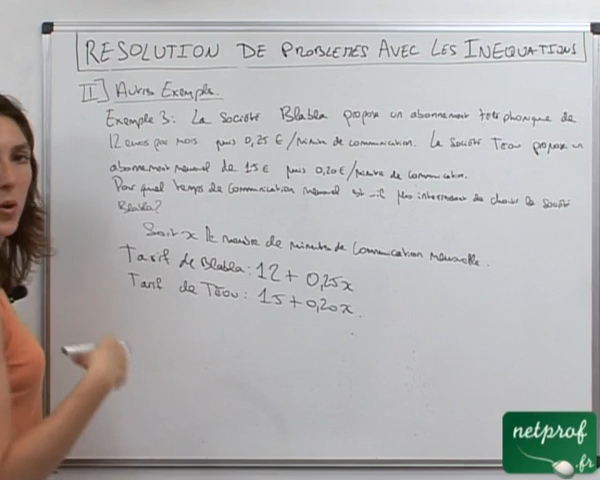 RESOLUTION DE PROBLEMES AVEC LES INEQUATIONS
II] Autres Exemples.
Exemple 3: La société Blabla propose un abonnement téléphonique de
12 euros par mois puis 0,25 € / minute de communication. La société Teou propose un
abonnement mensuel de 15 € puis 0,20 € / minute de communication.
Pour quel temps de communication mensuel est-il plus intéressant de choisir la société
Blabla?
Soit x le nombre de minutes de communication mensuelle.
Tarif de Blabla: 12 + 0,25x
Tarif de Teou: 15 + 0,20x.
netprof
.fr